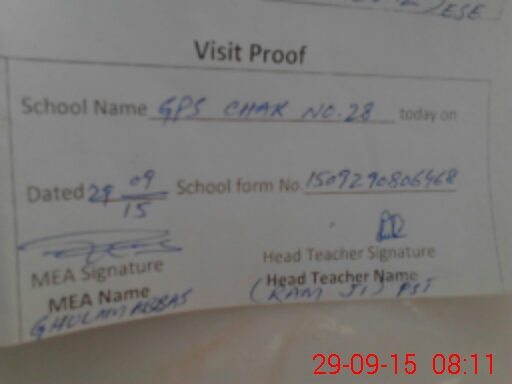 ESE
Visit Proof
School Name GPS CHAK NO. 28 today on
Dated 29 09/15 School form No. 1509290806468
MEA Signature Head Teacher Signature
MEA Name Head Teacher Name
GHULAM ABBAS (RAM JI) PST
29-09-15 08:11